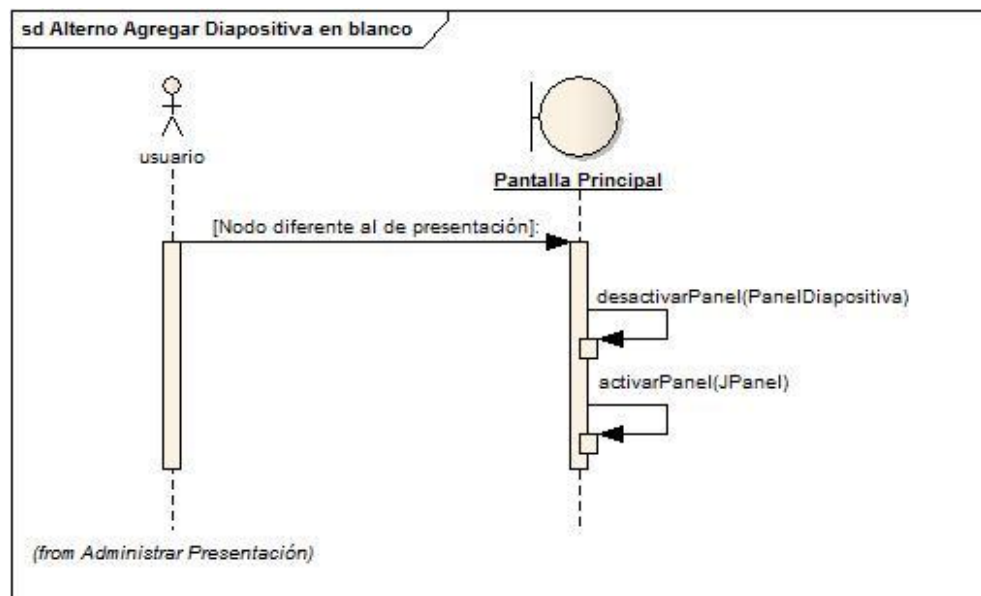 sd Alterno Agregar Diapositiva en blanco
usuario
Pantalla Principal
[Nodo diferente al de presentación]:
desactivarPanel(PanelDiapositiva)
activarPanel(JPanel)
(from Administrar Presentación)